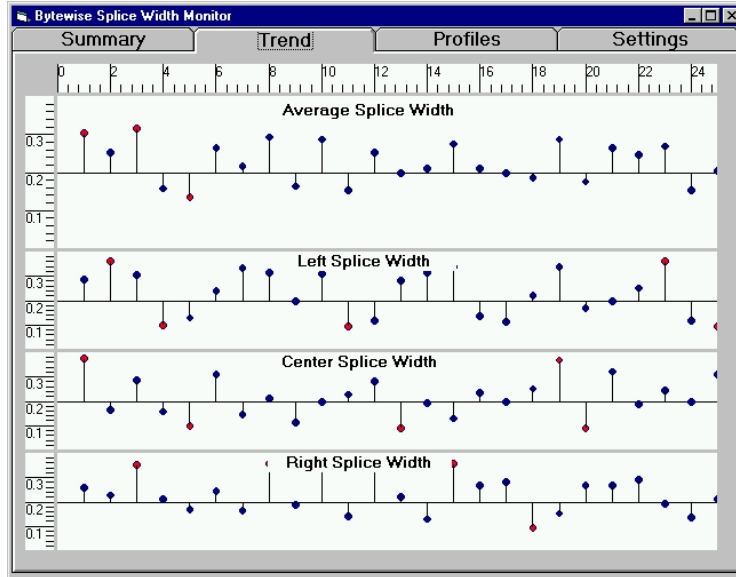 Bytewise Splice Width Monitor
Summary Trend Profiles Settings
0 2 4 6 8 10 12 14 16 18 20 22 24
Average Splice Width
0.3
0.2
0.1
Left Splice Width
0.3
0.2
0.1
Center Splice Width
0.3
0.2
0.1
Right Splice Width
0.3
0.2
0.1